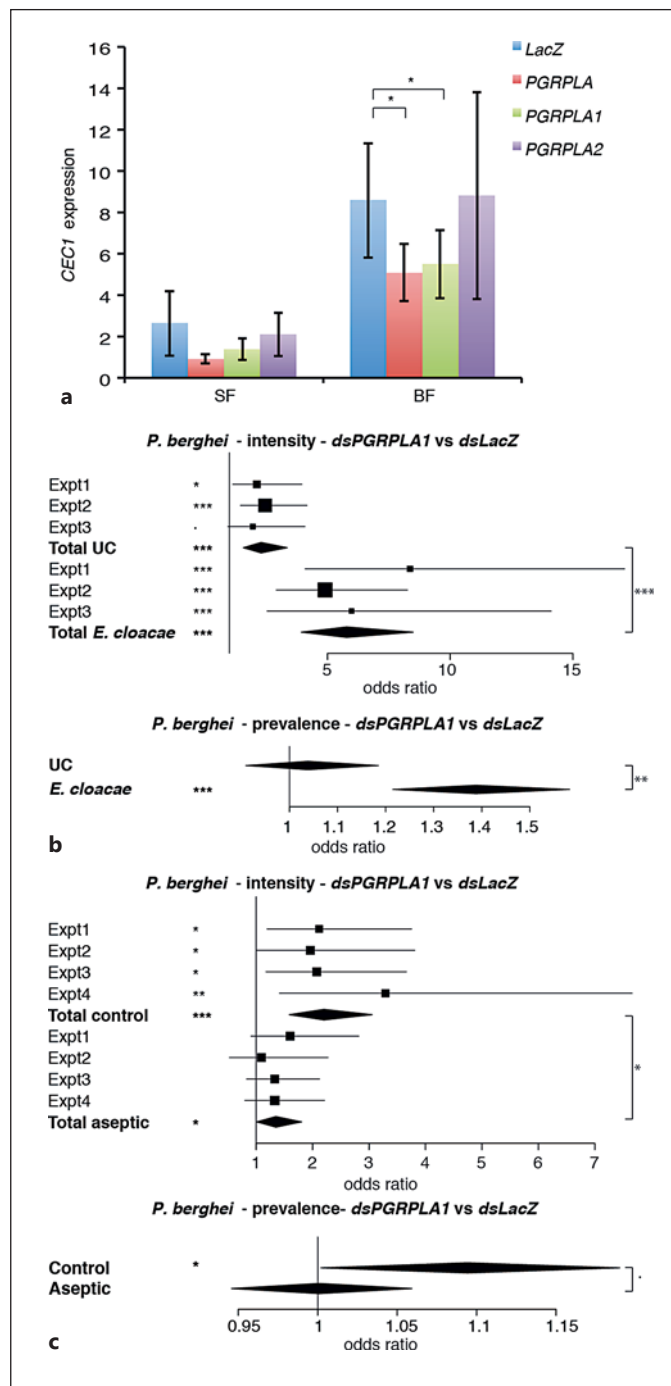 16
14
12
10
8
6
4
2
0
CEC1 expression
LacZ
PGRPLA
PGRPLA1
PGRPLA2
*
*
SF BF
a
P. berghei - intensity - dsPGRPLA1 vs dsLacZ
Expt1 *
Expt2 ***
Expt3 .
Total UC ***
Expt1 ***
Expt2 ***
Expt3 ***
Total E. cloacae ***
***
5 10 15
odds ratio
P. berghei - prevalence - dsPGRPLA1 vs dsLacZ
UC
E. cloacae ***
**
1 1.1 1.2 1.3 1.4 1.5
odds ratio
b
P. berghei - intensity - dsPGRPLA1 vs dsLacZ
Expt1 *
Expt2 *
Expt3 *
Expt4 **
Total control ***
Expt1
Expt2
Expt3
Expt4
Total aseptic *
*
1 2 3 4 5 6 7
odds ratio
P. berghei - prevalence- dsPGRPLA1 vs dsLacZ
Control *
Aseptic
.
0.95 1 1.05 1.1 1.15
odds ratio
c